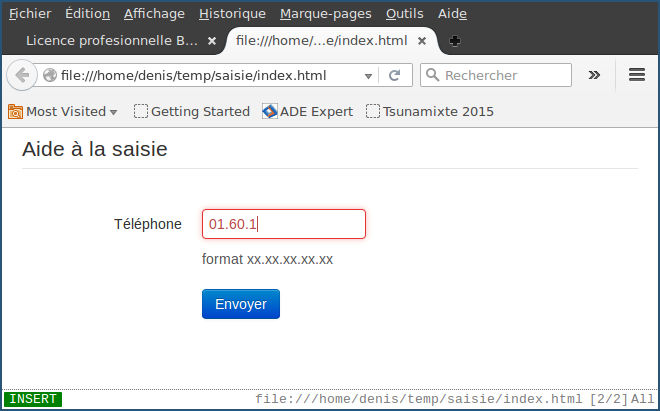 Fichier Édition Affichage Historique Marque-pages Outils Aide
Licence profesionnelle B... × file:///home/...e/index.html ×
file:///home/denis/temp/saisie/index.html Rechercher »
Most Visited Getting Started ADE Expert Tsunamixte 2015
Aide à la saisie
Téléphone 01.60.1
format xx.xx.xx.xx.xx
Envoyer
INSERT file:///home/denis/temp/saisie/index.html [2/2] All